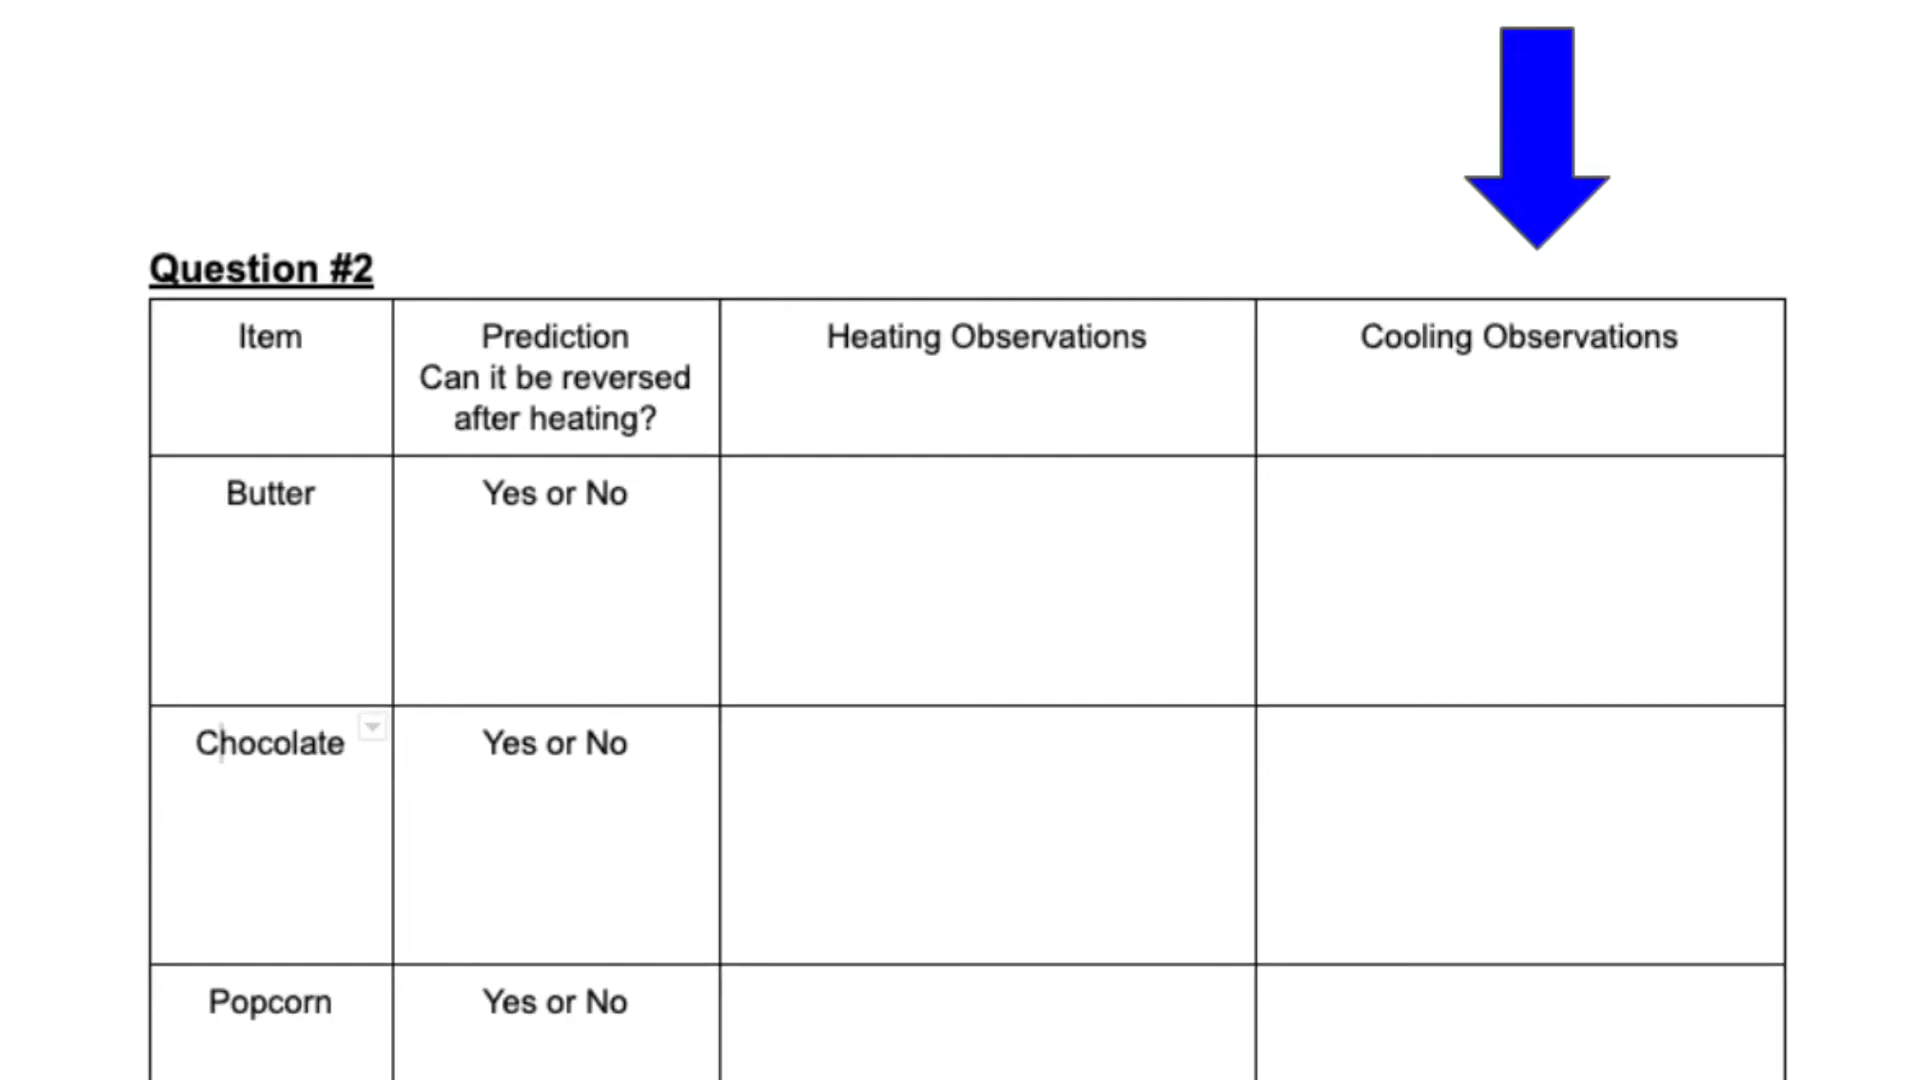 Question #2
Item
Prediction
Can it be reversed
after heating?
Heating Observations
Cooling Observations
Butter
Yes or No
Chocolate
Yes or No
Popcorn
Yes or No